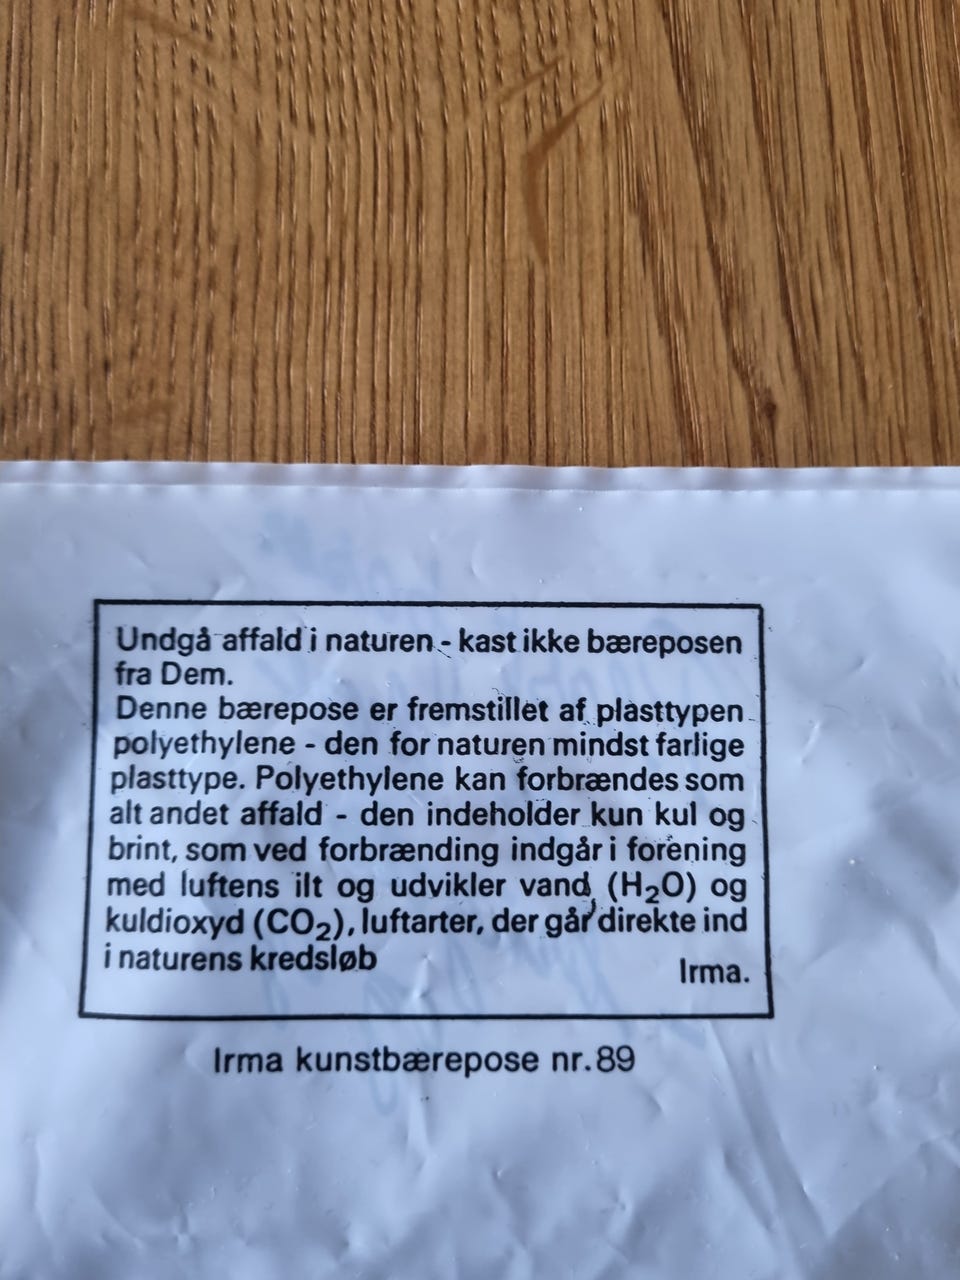 Undgå affald i naturen - kast ikke bæreposen
fra Dem.
Denne bærepose er fremstillet af plasttypen
polyethylene - den for naturen mindst farlige
plasttype. Polyethylene kan forbrændes som
alt andet affald - den indeholder kun kul og
brint, som ved forbrænding indgår i forening
med luftens ilt og udvikler vand (H₂O) og
kuldioxyd (CO₂), luftarter, der går direkte ind
i naturens kredsløb
Irma.
Irma kunstbærepose nr. 89